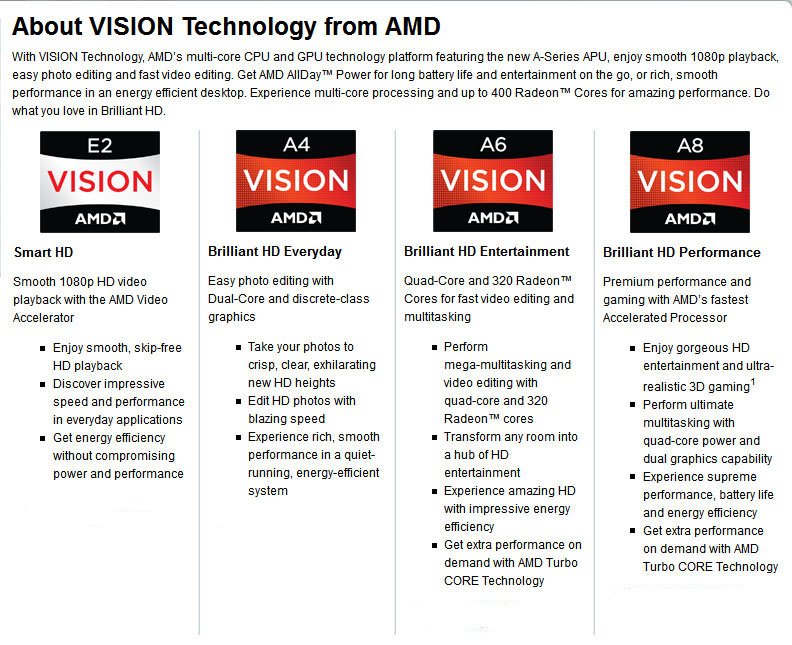 About VISION Technology from AMD
With VISION Technology, AMD's multi-core CPU and GPU technology platform featuring the new A-Series APU, enjoy smooth 1080p playback,
easy photo editing and fast video editing. Get AMD AllDay™ Power for long battery life and entertainment on the go, or rich, smooth
performance in an energy efficient desktop. Experience multi-core processing and up to 400 Radeon™ Cores for amazing performance. Do
what you love in Brilliant HD.
E2
VISION
AMD
Smart HD
Smooth 1080p HD video
playback with the AMD Video
Accelerator
▪ Enjoy smooth, skip-free
HD playback
▪ Discover impressive
speed and performance
in everyday applications
▪ Get energy efficiency
without compromising
power and performance
A4
VISION
AMD
Brilliant HD Everyday
Easy photo editing with
Dual-Core and discrete-class
graphics
▪ Take your photos to
crisp, clear, exhilarating
new HD heights
▪ Edit HD photos with
blazing speed
▪ Experience rich, smooth
performance in a quiet-
running, energy-efficient
system
A6
VISION
AMD
Brilliant HD Entertainment
Quad-Core and 320 Radeon™
Cores for fast video editing and
multitasking
▪ Perform
mega-multitasking and
video editing with
quad-core and 320
Radeon™ cores
▪ Transform any room into
a hub of HD
entertainment
▪ Experience amazing HD
with impressive energy
efficiency
▪ Get extra performance on
demand with AMD Turbo
CORE Technology
A8
VISION
AMD
Brilliant HD Performance
Premium performance and
gaming with AMD's fastest
Accelerated Processor
▪ Enjoy gorgeous HD
entertainment and ultra-
realistic 3D gaming¹
▪ Perform ultimate
multitasking with
quad-core power and
dual graphics capability
▪ Experience supreme
performance, battery life
and energy efficiency
▪ Get extra performance
on demand with AMD
Turbo CORE Technology